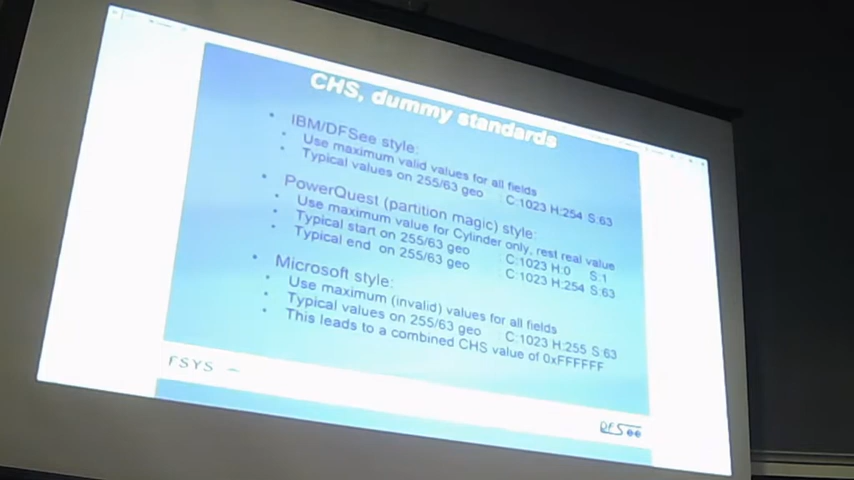 CHS, dummy standards
• IBM/DFSee style:
• Use maximum valid values for all fields
• Typical values on 255/63 geo : C:1023 H:254 S:63
• PowerQuest (partition magic) style:
• Use maximum value for Cylinder only, rest real value
• Typical start on 255/63 geo : C:1023 H:0 S:1
• Typical end on 255/63 geo : C:1023 H:254 S:63
• Microsoft style:
• Use maximum (invalid) values for all fields
• Typical values on 255/63 geo : C:1023 H:255 S:63
• This leads to a combined CHS value of 0xFFFFFF
FSYS
DFSee